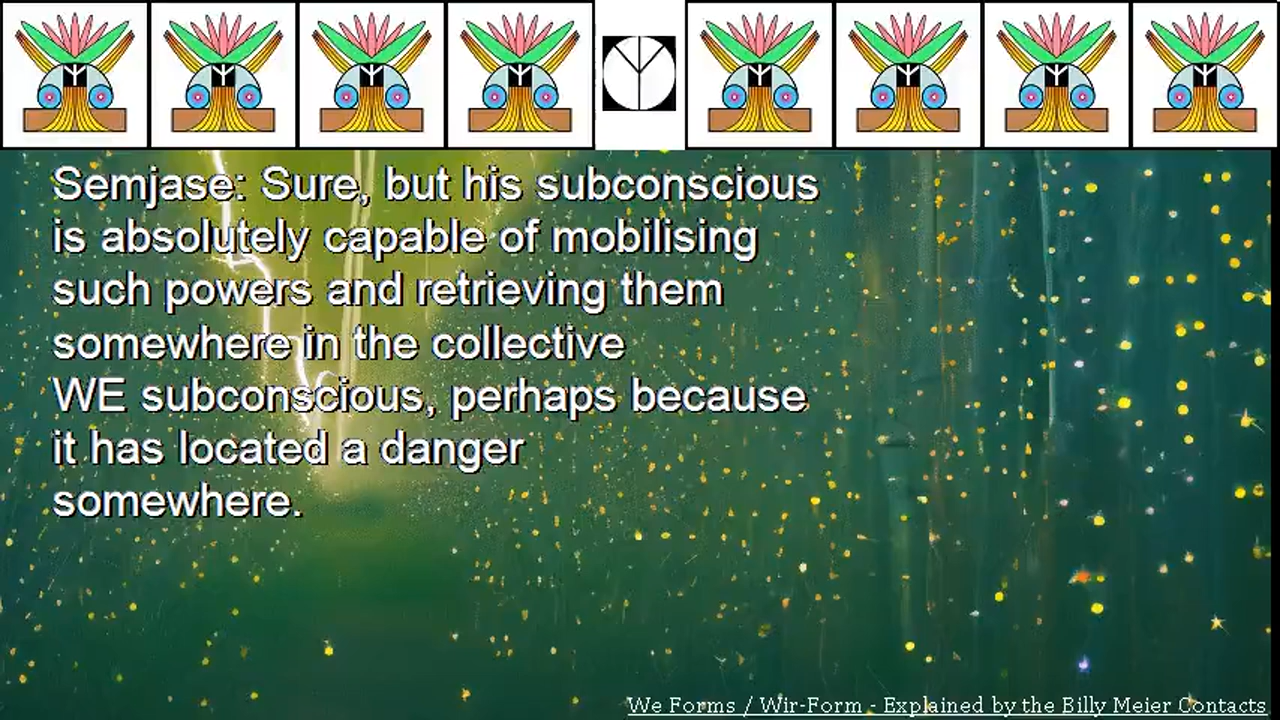 Semjase: Sure, but his subconscious
is absolutely capable of mobilising
such powers and retrieving them
somewhere in the collective
WE subconscious, perhaps because
it has located a danger
somewhere.
We Forms / Wir-Form - Explained by the Billy Meier Contacts